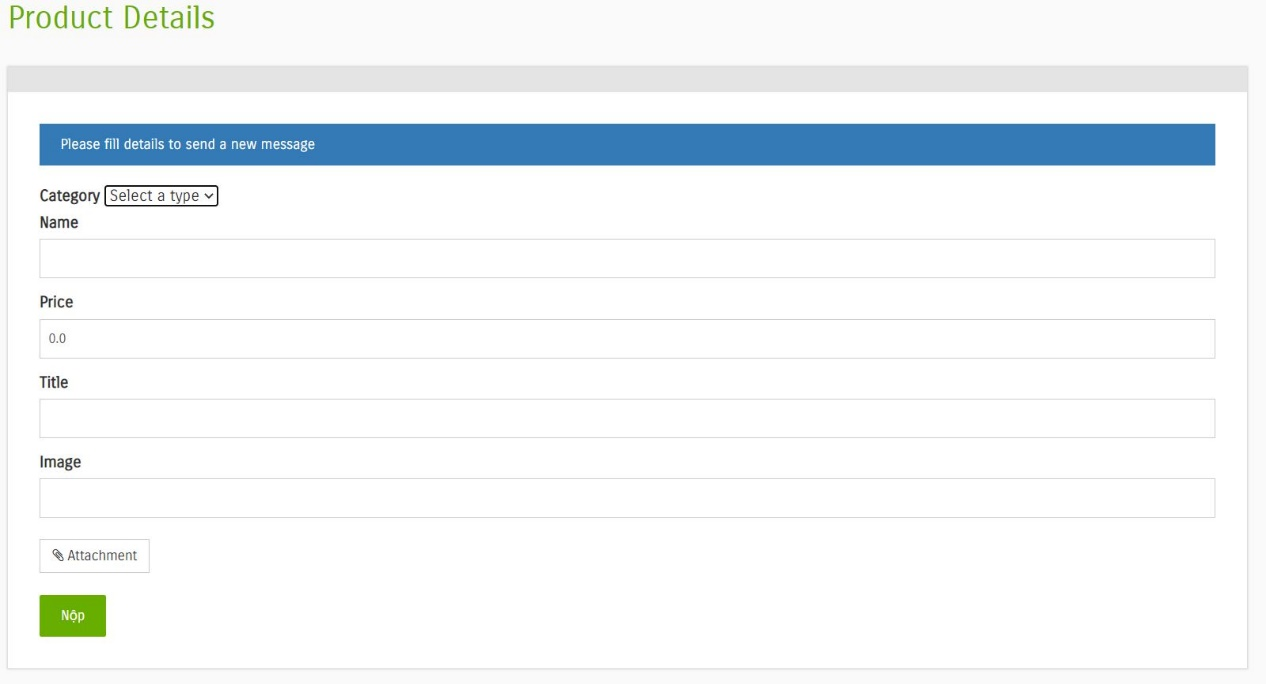 Product Details
Please fill details to send a new message
Category Select a type
Name
Price
0.0
Title
Image
Attachment
Nộp